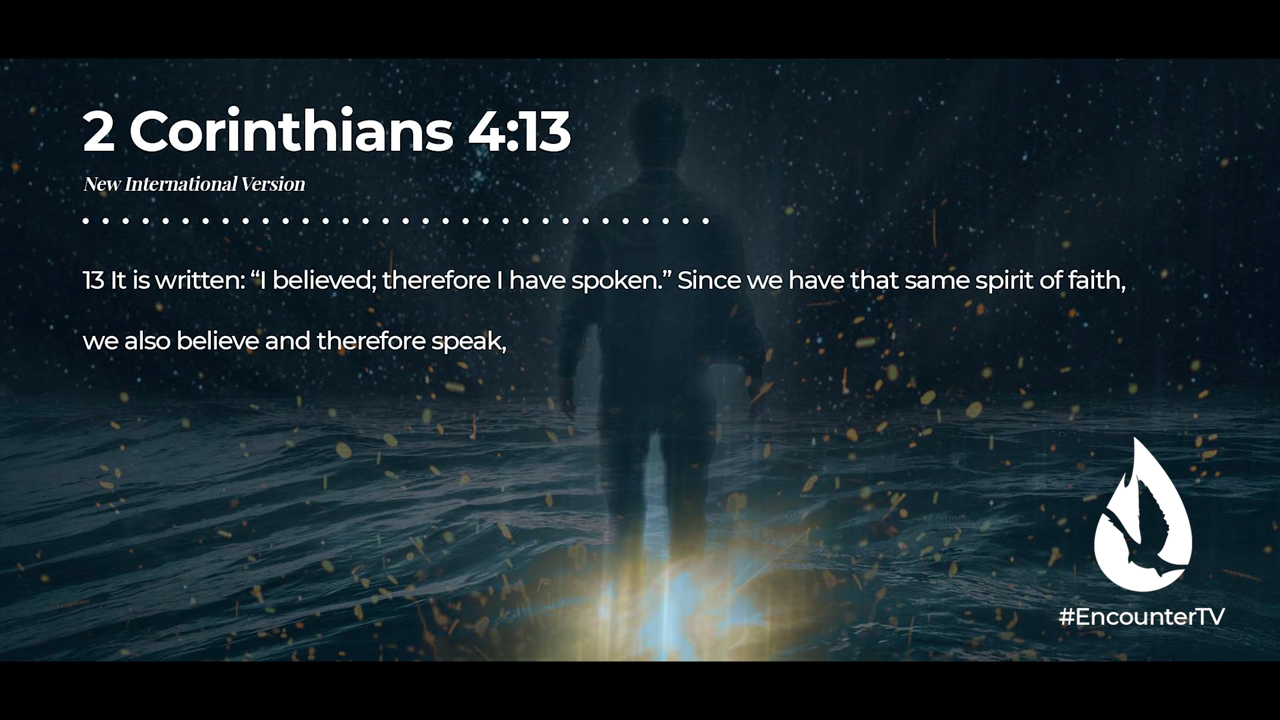 2 Corinthians 4:13
New International Version
13 It is written: “I believed; therefore I have spoken.” Since we have that same spirit of faith,
we also believe and therefore speak,
#EncounterTV